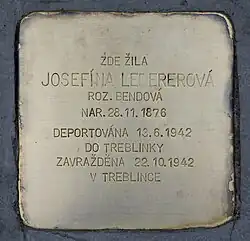 ŽDE ŽILA
JOSEFÍNA LEDEREROVÁ
ROZ. BENDOVÁ
NAR. 28.11.1876
DEPORTOVÁNA 13.6.1942
DO TREBLINKY
ZAVRAŽDĚNA 22.10.1942
V TREBLINCE